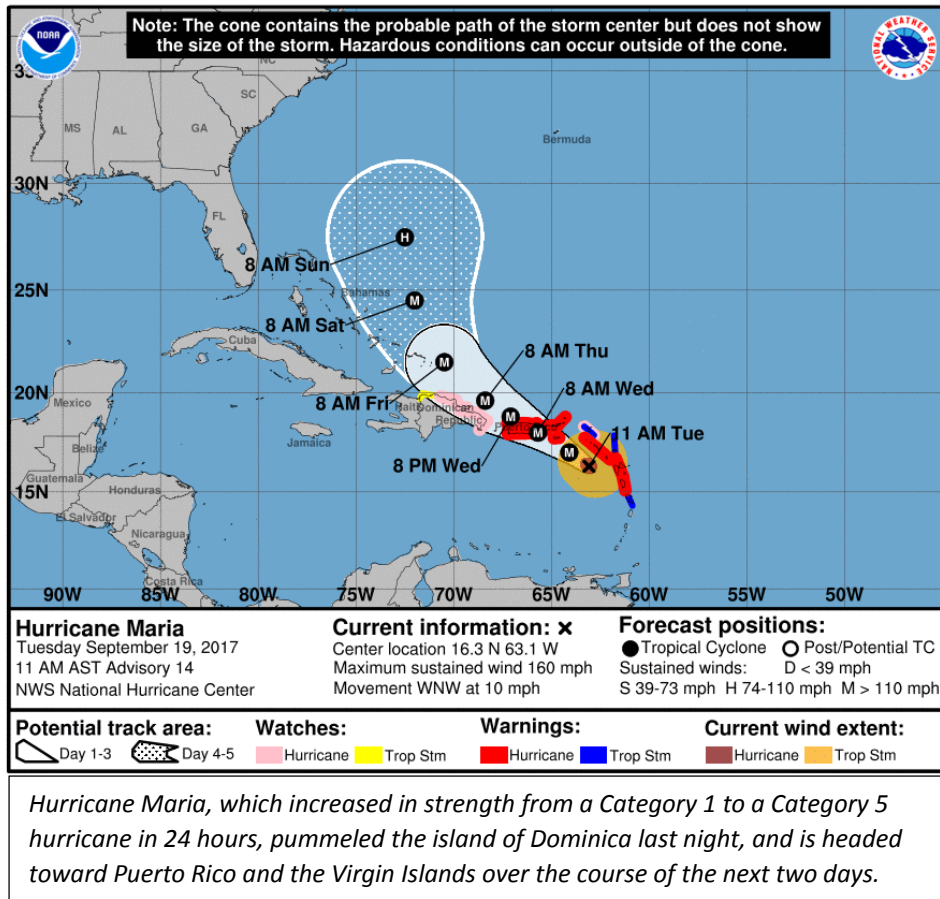 Note: The cone contains the probable path of the storm center but does not show
the size of the storm. Hazardous conditions can occur outside of the cone.
NOAA
NATIONAL WEATHER SERVICE
35
NC
SC
MS
AL
GA
Bermuda
30N
FL
8 AM Sun
H
25N
Bahamas
M
8 AM Sat
Cuba
M
8 AM Thu
20N
Mexico
8 AM Fri
Haiti
Dominican
Republic
M
8 AM Wed
Jamaica
Belize
M
Puerto Rico
M
11 AM Tue
8 PM Wed
M
Guatemala
15N
Honduras
El Salvador
Nicaragua
Costa Rica
90W 85W 80W 75W 70W 65W 60W 55W 50W
Hurricane Maria
Tuesday September 19, 2017
11 AM AST Advisory 14
NWS National Hurricane Center
Current information: ×
Center location 16.3 N 63.1 W
Maximum sustained wind 160 mph
Movement WNW at 10 mph
Forecast positions:
Tropical Cyclone Post/Potential TC
Sustained winds: D < 39 mph
S 39-73 mph H 74-110 mph M > 110 mph
Potential track area:
Day 1-3 Day 4-5
Watches:
Hurricane Trop Stm
Warnings:
Hurricane Trop Stm
Current wind extent:
Hurricane Trop Stm
Hurricane Maria, which increased in strength from a Category 1 to a Category 5
hurricane in 24 hours, pummeled the island of Dominica last night, and is headed
toward Puerto Rico and the Virgin Islands over the course of the next two days.